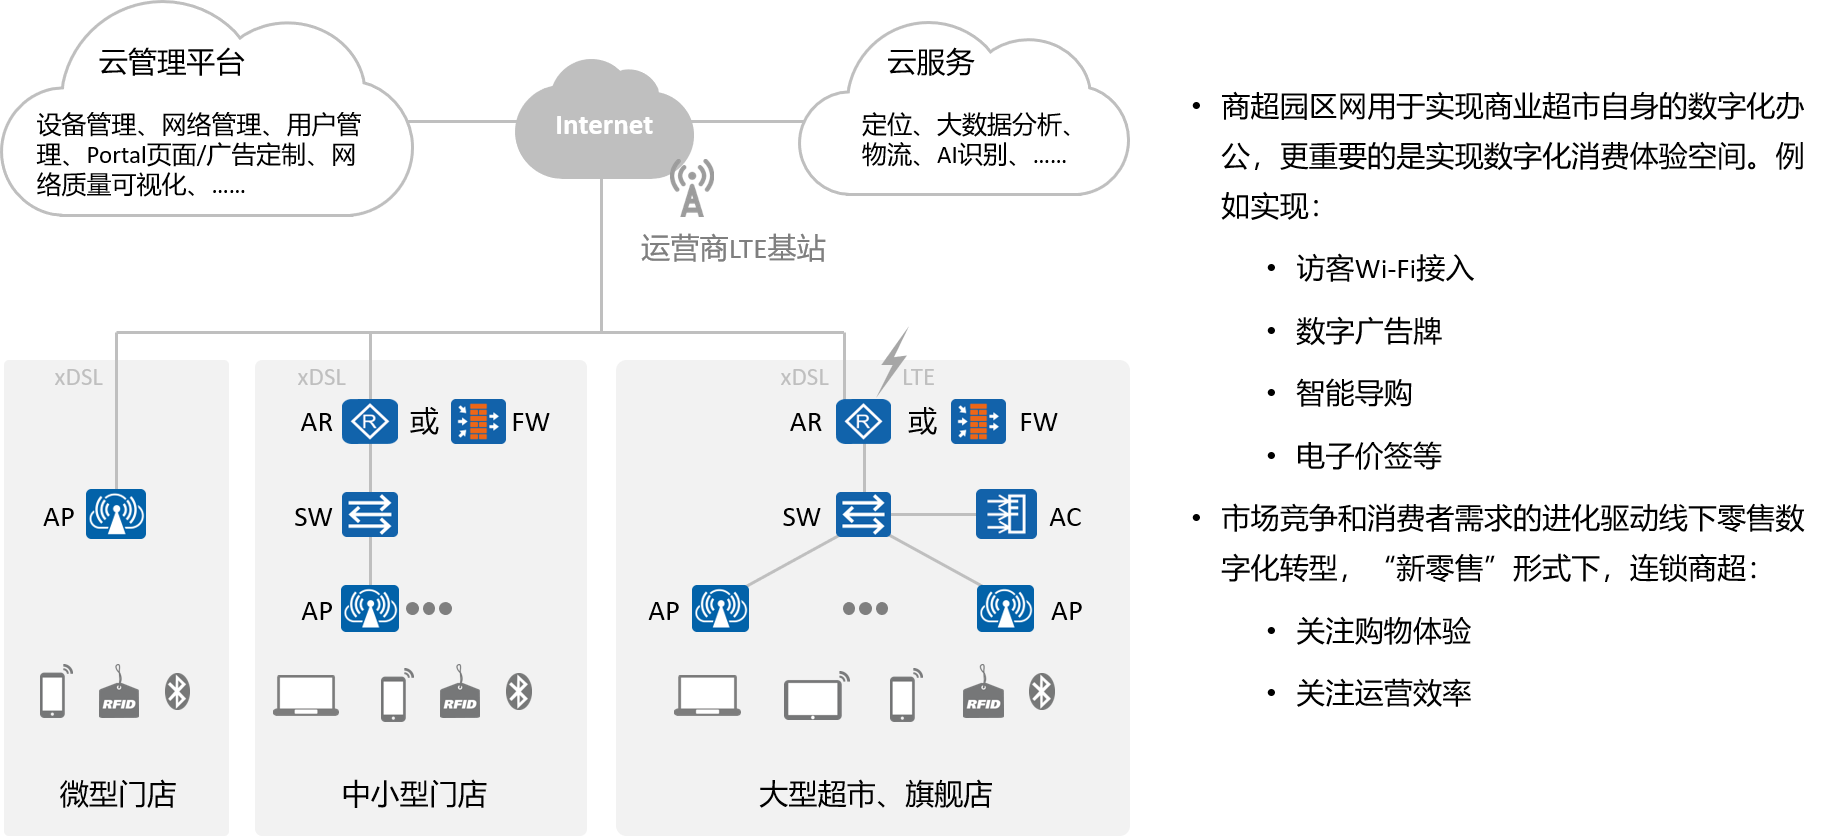 云管理平台
设备管理、网络管理、用户管
理、Portal页面/广告定制、网
络质量可视化、……
Internet
云服务
定位、大数据分析、
物流、AI识别、……
运营商LTE基站
xDSL
AP
RFID
微型门店
xDSL
AR
R
或
FW
SW
AP
RFID
中小型门店
xDSL
LTE
AR
R
或
FW
SW
AC
AP
AP
RFID
大型超市、旗舰店
• 商超园区网用于实现商业超市自身的数字化办
公，更重要的是实现数字化消费体验空间。例
如实现：
• 访客Wi-Fi接入
• 数字广告牌
• 智能导购
• 电子价签等
• 市场竞争和消费者需求的进化驱动线下零售数
字化转型，“新零售”形式下，连锁商超：
• 关注购物体验
• 关注运营效率